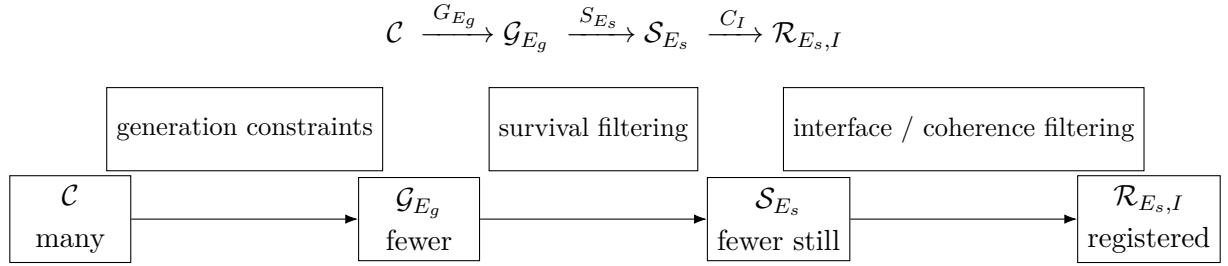 𝒞 —G_{E_g}→ 𝒢_{E_g} —S_{E_s}→ 𝒮_{E_s} —C_I→ ℛ_{E_s,I}
generation constraints survival filtering interface / coherence filtering
𝒞 𝒢_{E_g} 𝒮_{E_s} ℛ_{E_s,I}
many fewer fewer still registered